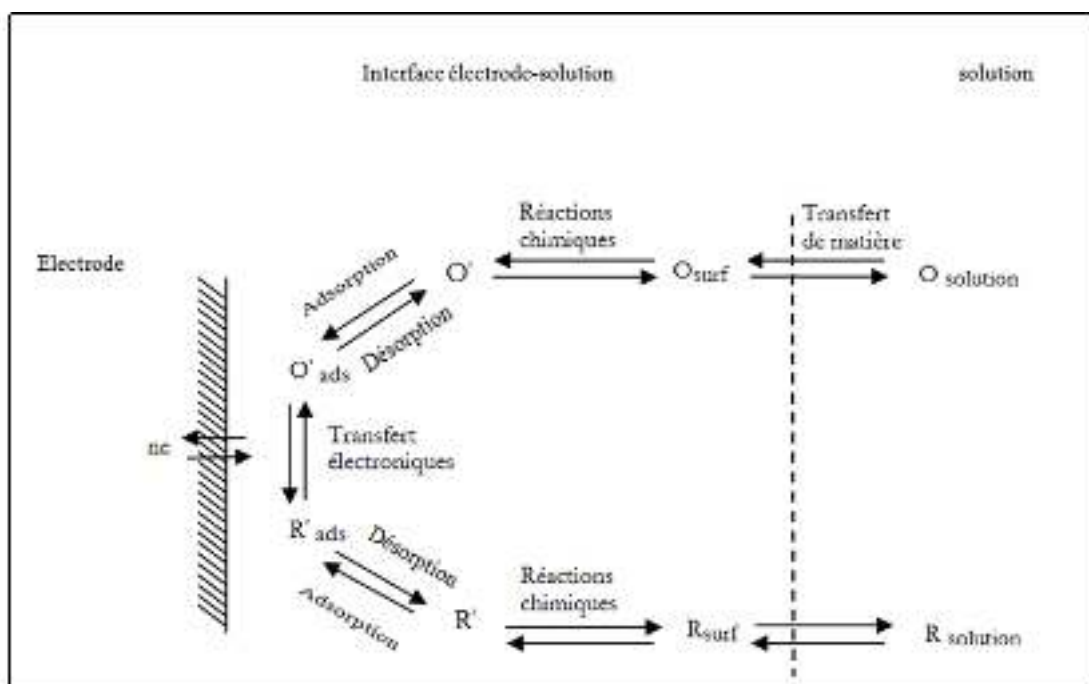 Interface électrode-solution
solution
Réactions
chimiques
Transfert
de matière
Electrode
Adsorption
O'
Osurf
O solution
Désorption
O' ads
ne
Transfert
électroniques
R' ads
Désorption
Adsorption
R'
Réactions
chimiques
Rsurf
R solution